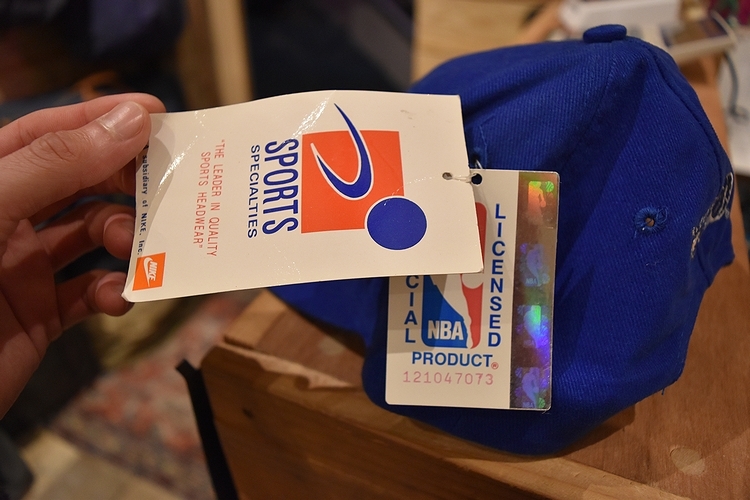 SPORTS
SPECIALTIES
"THE LEADER IN QUALITY
SPORTS HEADWEAR"
subsidiary of NIKE, Inc.
NIKE
LICENSED
CIAL
NBA
PRODUCT®
121047073